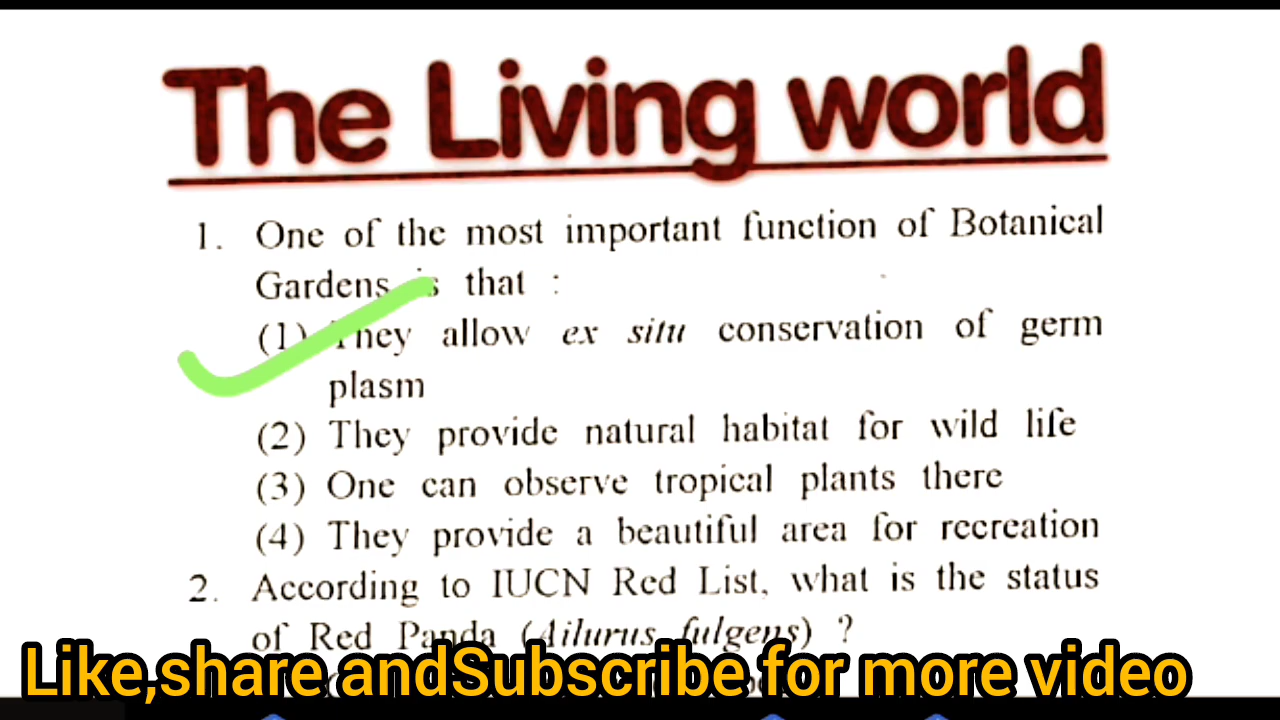 The Living world
1. One of the most important function of Botanical
Gardens is that :
(1) They allow ex situ conservation of germ
plasm
(2) They provide natural habitat for wild life
(3) One can observe tropical plants there
(4) They provide a beautiful area for recreation
2. According to IUCN Red List, what is the status
of Red Panda (Ailurus fulgens) ?
Like,share andSubscribe for more video